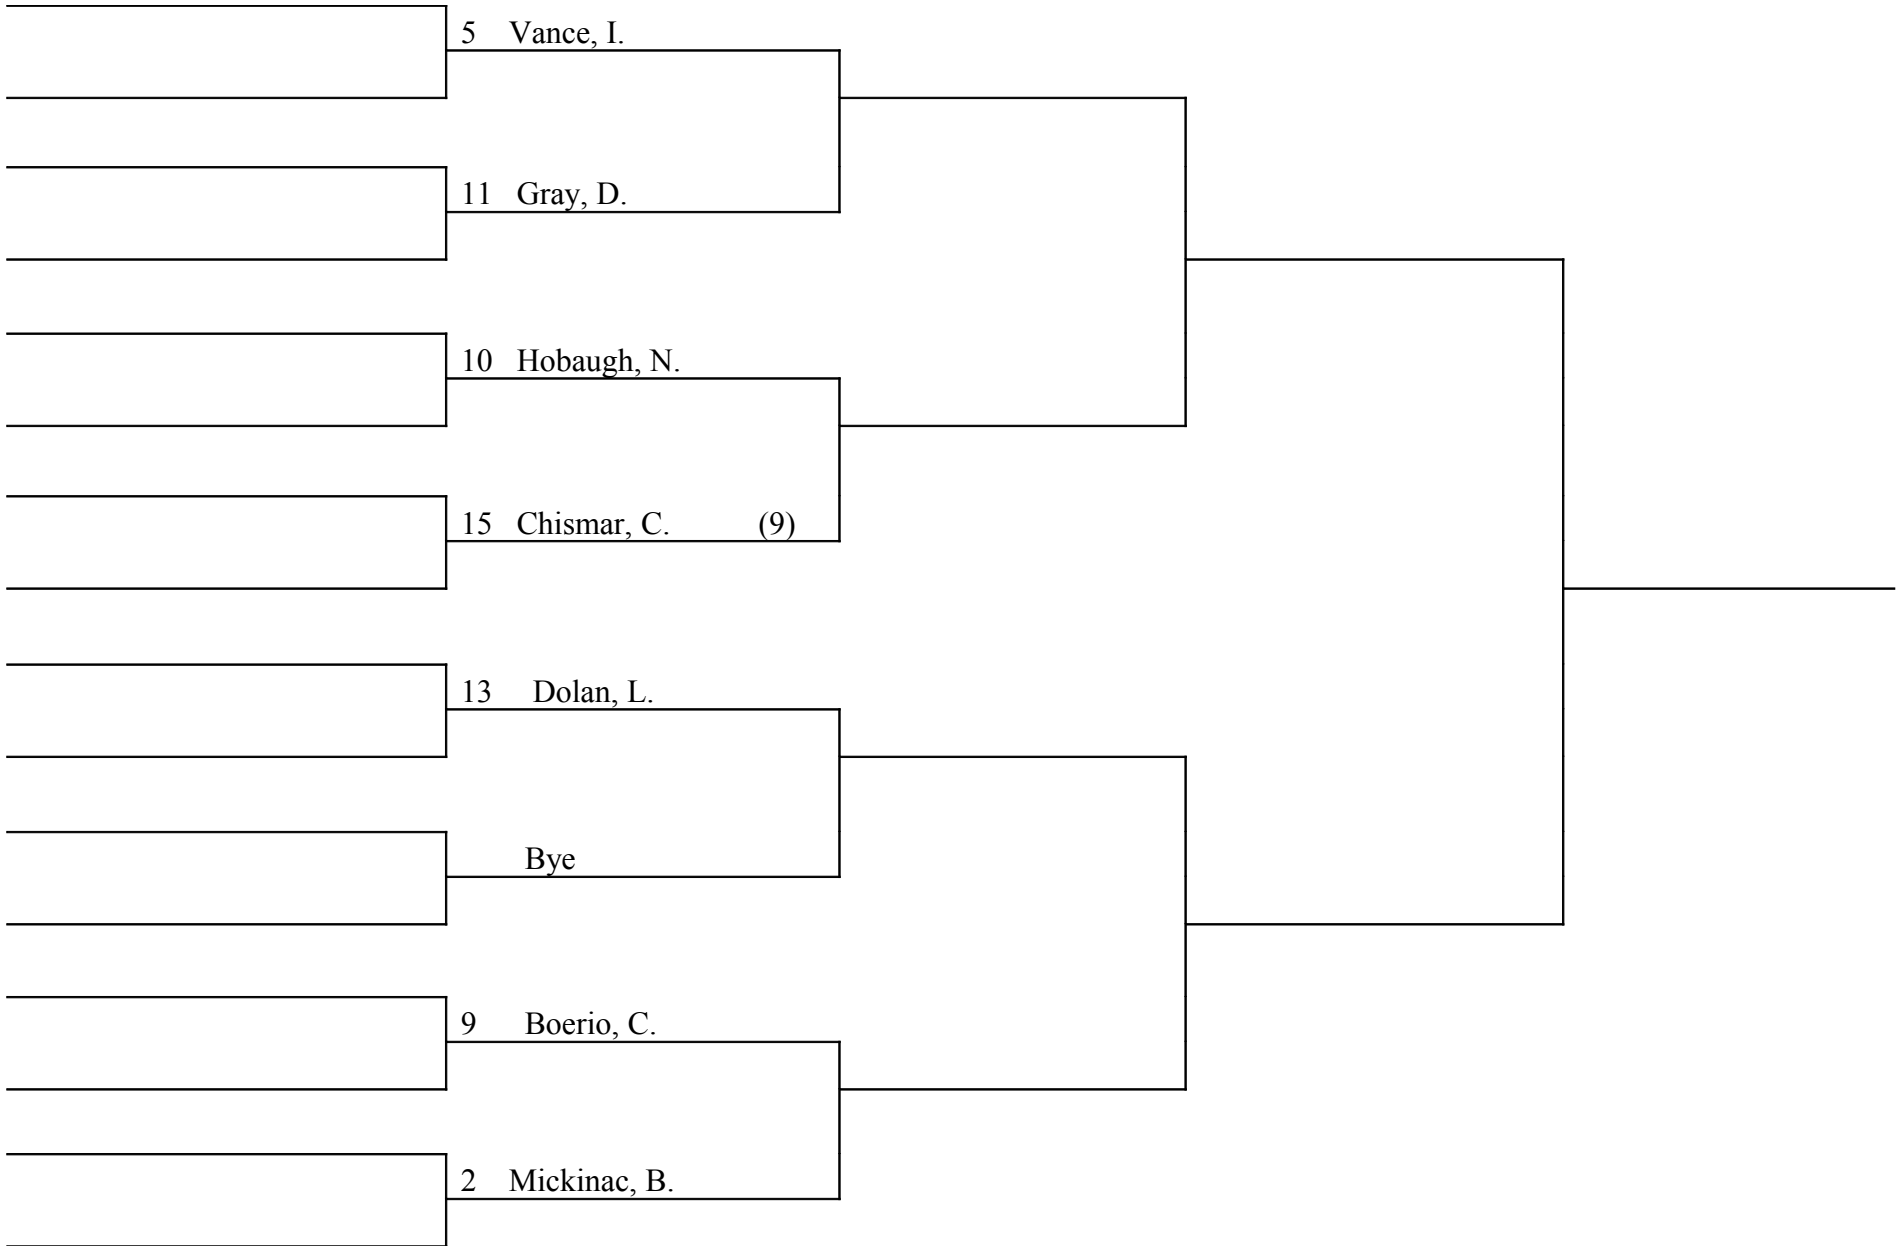 5 Vance, I.
11 Gray, D.
10 Hobaugh, N.
15 Chismar, C. (9)
13 Dolan, L.
Bye
9 Boerio, C.
2 Mickinac, B.